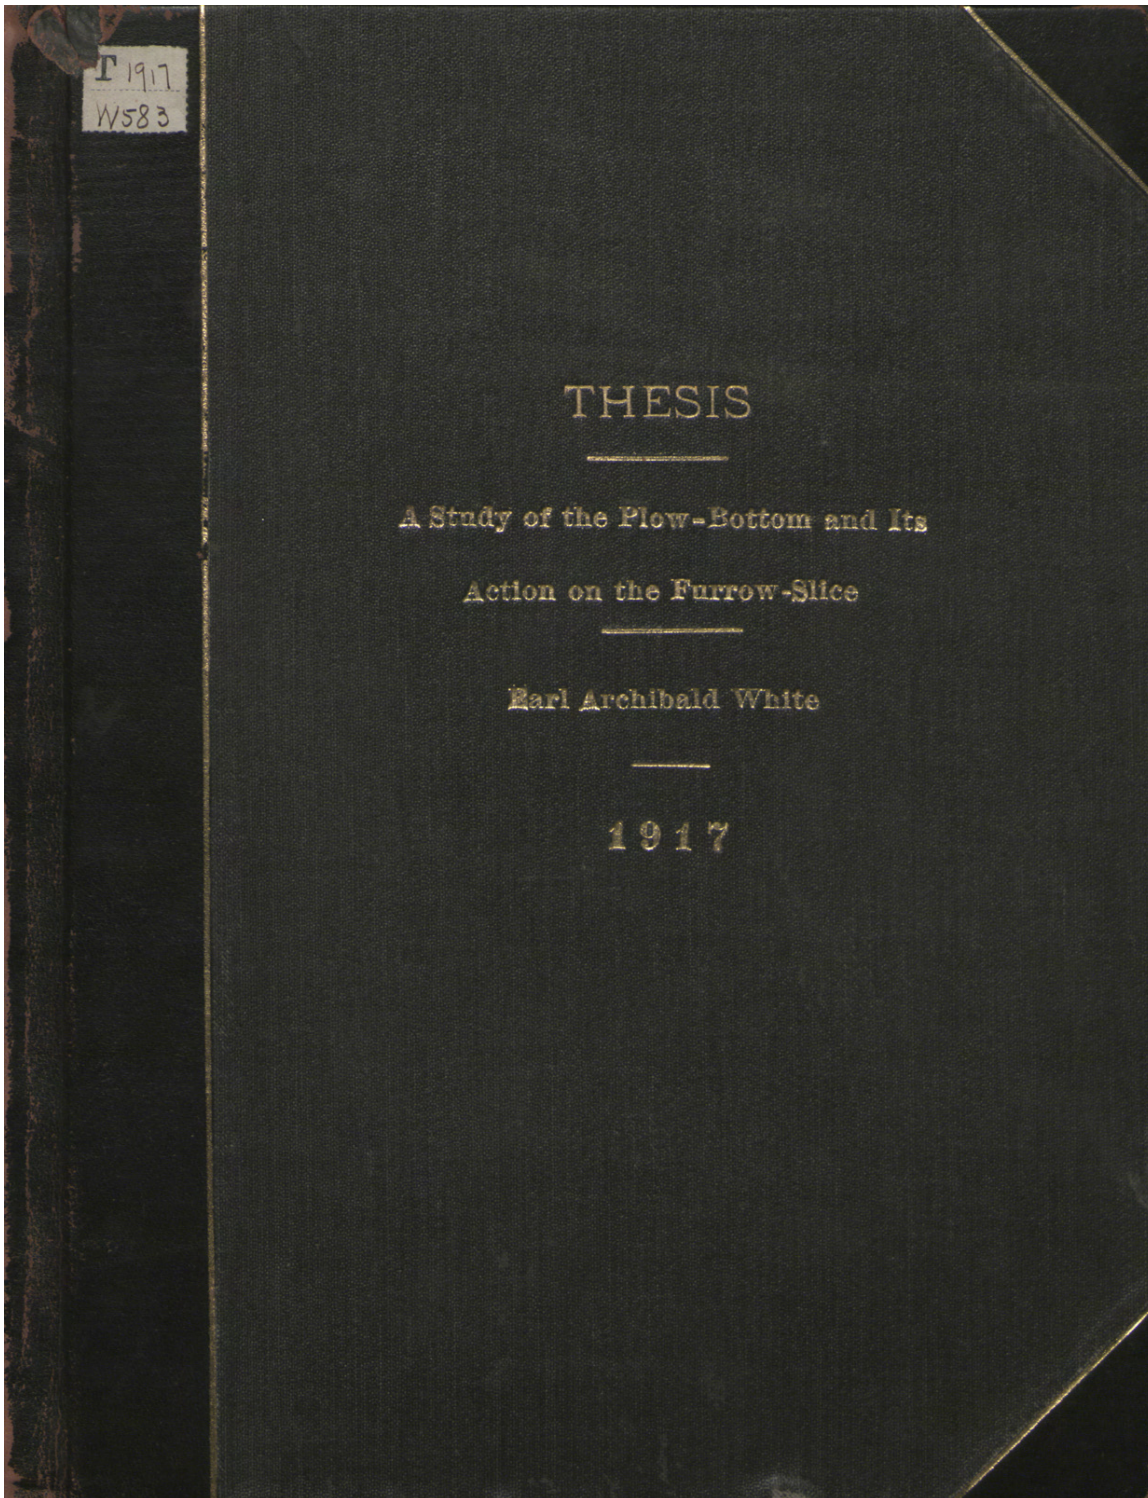 T 1917
W583
THESIS
A Study of the Plow-Bottom and Its
Action on the Furrow-Slice
Earl Archibald White
1917